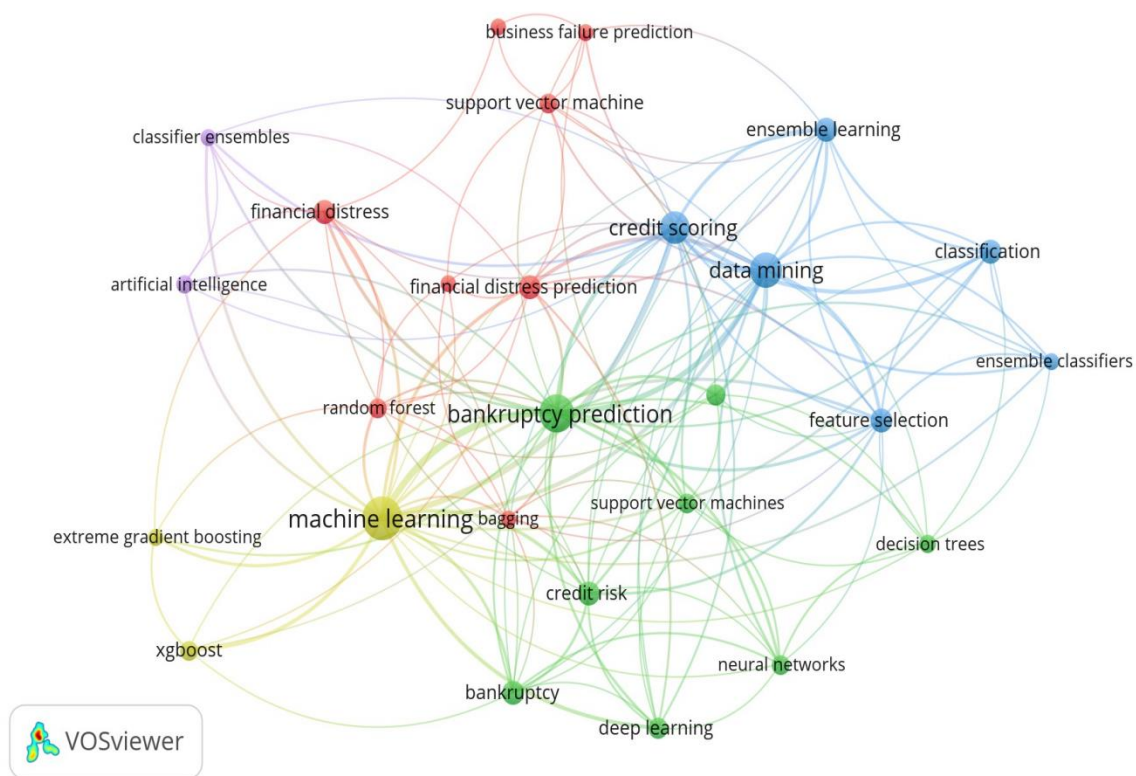 business failure prediction
support vector machine
classifier ensembles
ensemble learning
financial distress
credit scoring
classification
data mining
artificial intelligence
financial distress prediction
ensemble classifiers
random forest
bankruptcy prediction
feature selection
support vector machines
machine learning
bagging
extreme gradient boosting
decision trees
credit risk
xgboost
neural networks
bankruptcy
deep learning
VOSviewer